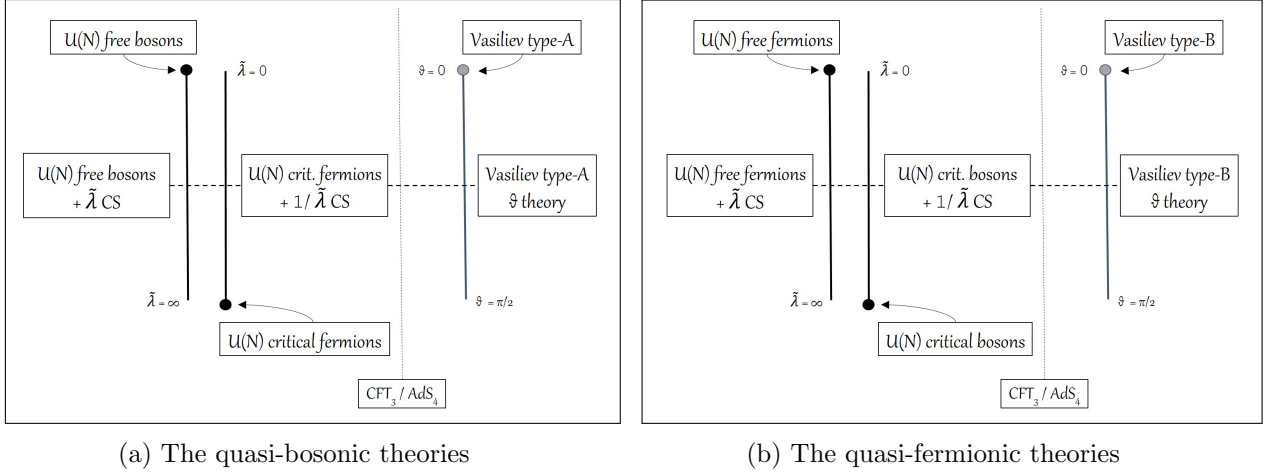 U(N) free bosons
Vasiliev type-A
λ̃ = 0
ϑ = 0
U(N) free bosons
+ λ̃ CS
U(N) crit. fermions
+ 1/ λ̃ CS
Vasiliev type-A
ϑ theory
λ̃ = ∞
ϑ = π/2
U(N) critical fermions
CFT₃ / AdS₄
(a) The quasi-bosonic theories
U(N) free fermions
Vasiliev type-B
λ̃ = 0
ϑ = 0
U(N) free fermions
+ λ̃ CS
U(N) crit. bosons
+ 1/ λ̃ CS
Vasiliev type-B
ϑ theory
λ̃ = ∞
ϑ = π/2
U(N) critical bosons
CFT₃ / AdS₄
(b) The quasi-fermionic theories